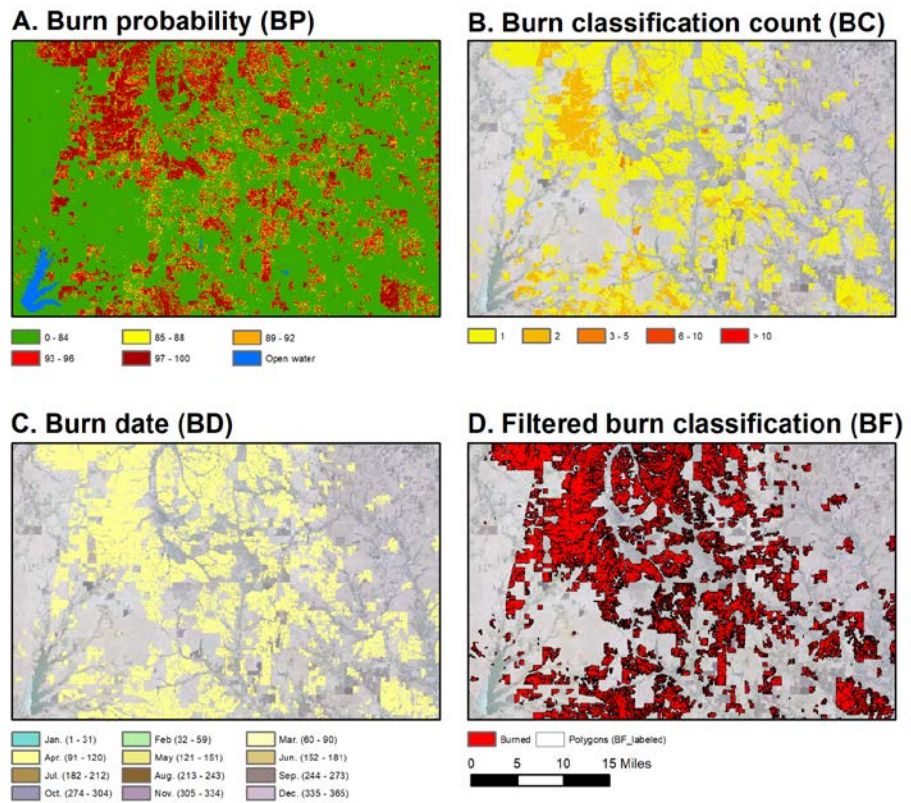 A. Burn probability (BP)
B. Burn classification count (BC)
0 - 84 85 - 88 89 - 92
93 - 96 97 - 100 Open water
1 2 3 - 5 6 - 10 > 10
C. Burn date (BD)
D. Filtered burn classification (BF)
Jan. (1 - 31) Feb (32 - 59) Mar. (60 - 90)
Apr. (91 - 120) May (121 - 151) Jun. (152 - 181)
Jul. (182 - 212) Aug. (213 - 243) Sep. (244 - 273)
Oct. (274 - 304) Nov. (305 - 334) Dec. (335 - 365)
Burned Polygons (BF_labeled)
0 5 10 15 Miles